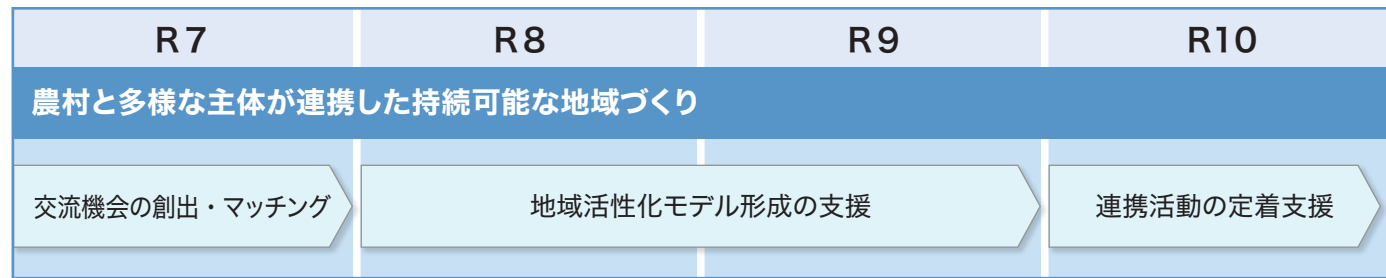 R7
R8
R9
R10
農村と多様な主体が連携した持続可能な地域づくり
交流機会の創出・マッチング
地域活性化モデル形成の支援
連携活動の定着支援